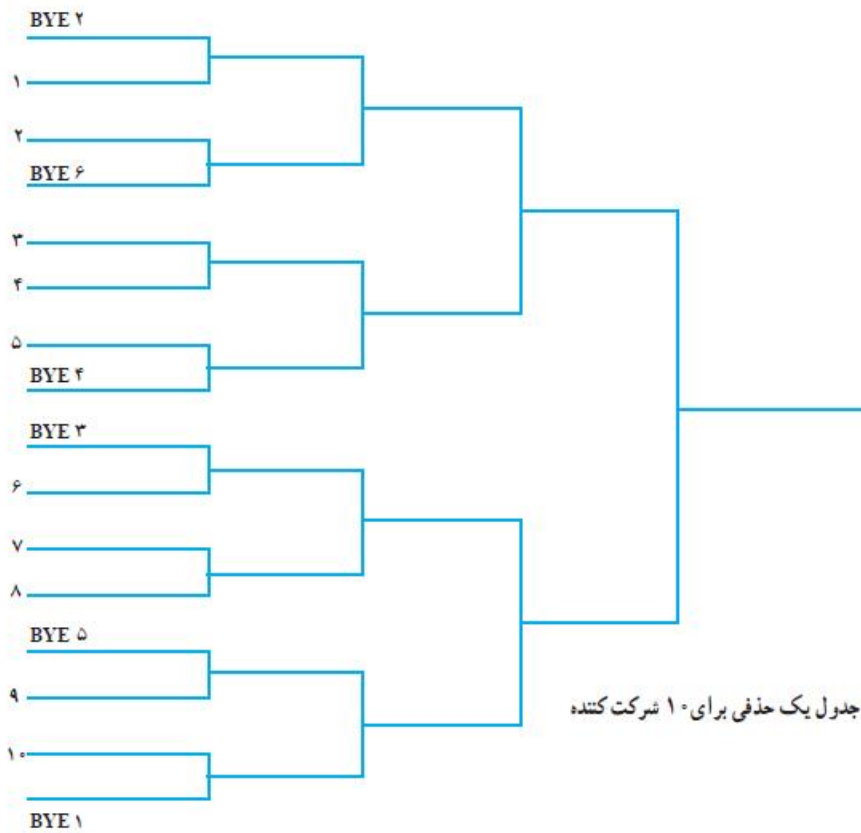 BYE ۲
۱
۲
BYE ۶
۳
۴
۵
BYE ۴
BYE ۳
۶
۷
۸
BYE ۵
۹
۱۰
BYE ۱
جدول یک حذفی برای ۱۰ شرکت کننده